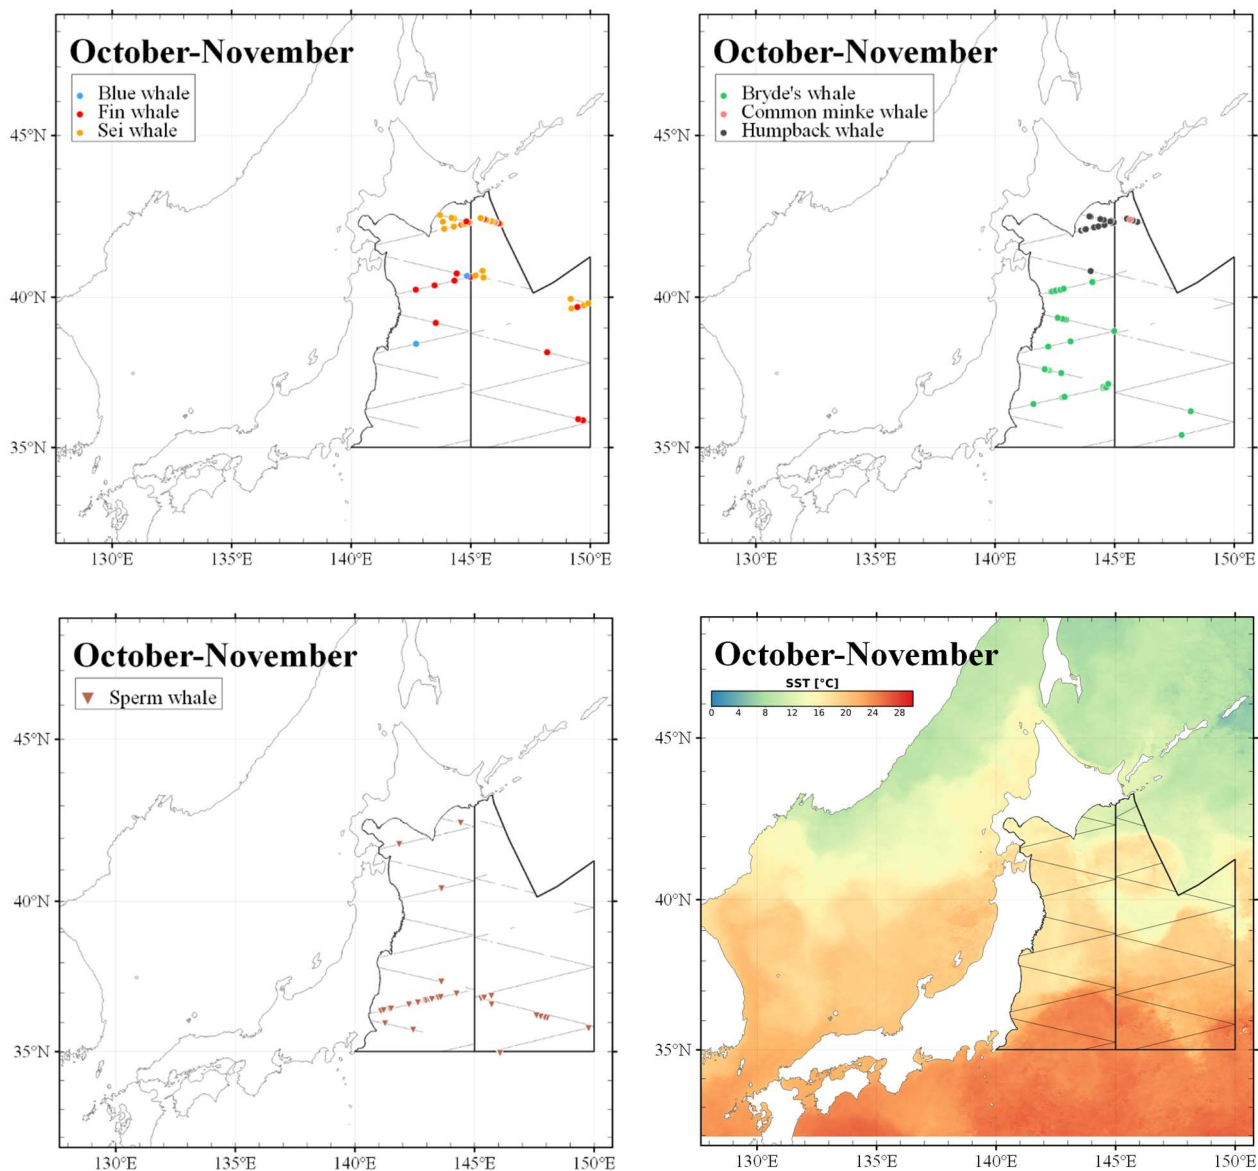 October-November
Blue whale
Fin whale
Sei whale
45°N
40°N
35°N
130°E
135°E
140°E
145°E
150°E
October-November
Bryde's whale
Common minke whale
Humpback whale
45°N
40°N
35°N
130°E
135°E
140°E
145°E
150°E
October-November
Sperm whale
45°N
40°N
35°N
130°E
135°E
140°E
145°E
150°E
October-November
SST [°C]
0 4 8 12 16 20 24 28
45°N
40°N
35°N
130°E
135°E
140°E
145°E
150°E